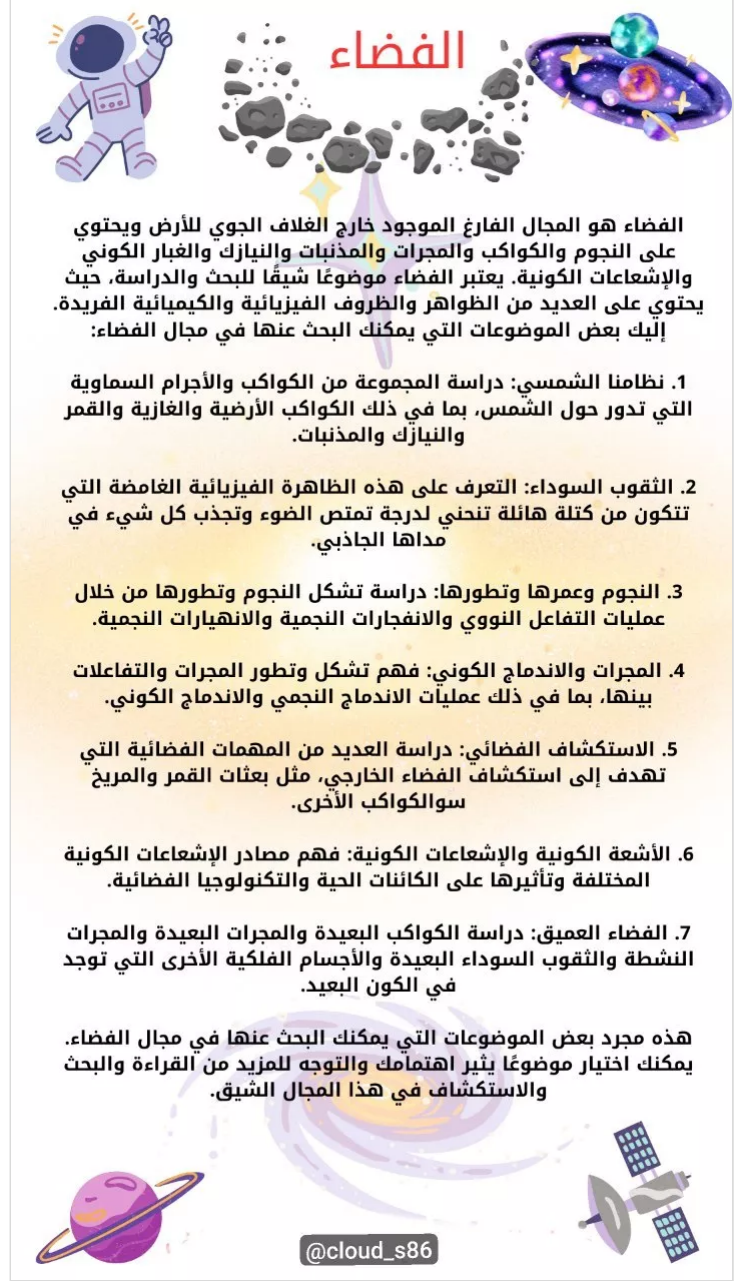 الفضاء
الفضاء هو المجال الفارغ الموجود خارج الغلاف الجوي للأرض ويحتوي
على النجوم والكواكب والمجرات والمذنبات والنيازك والغبار الكوني
والإشعاعات الكونية. يعتبر الفضاء موضوعًا شيقًا للبحث والدراسة، حيث
يحتوي على العديد من الظواهر والظروف الفيزيائية والكيميائية الفريدة.
إليك بعض الموضوعات التي يمكنك البحث عنها في مجال الفضاء:
1. نظامنا الشمسي: دراسة المجموعة من الكواكب والأجرام السماوية
التي تدور حول الشمس، بما في ذلك الكواكب الأرضية والغازية والقمر
والنيازك والمذنبات.
2. الثقوب السوداء: التعرف على هذه الظاهرة الفيزيائية الغامضة التي
تتكون من كتلة هائلة تنحني لدرجة تمتص الضوء وتجذب كل شيء في
مداها الجاذبي.
3. النجوم وعمرها وتطورها: دراسة تشكل النجوم وتطورها من خلال
عمليات التفاعل النووي والانفجارات النجمية والانهيارات النجمية.
4. المجرات والاندماج الكوني: فهم تشكل وتطور المجرات والتفاعلات
بينها، بما في ذلك عمليات الاندماج النجمي والاندماج الكوني.
5. الاستكشاف الفضائي: دراسة العديد من المهمات الفضائية التي
تهدف إلى استكشاف الفضاء الخارجي، مثل بعثات القمر والمريخ
سوالكواكب الأخرى.
6. الأشعة الكونية والإشعاعات الكونية: فهم مصادر الإشعاعات الكونية
المختلفة وتأثيرها على الكائنات الحية والتكنولوجيا الفضائية.
7. الفضاء العميق: دراسة الكواكب البعيدة والمجرات البعيدة والمجرات
النشطة والثقوب السوداء البعيدة والأجسام الفلكية الأخرى التي توجد
في الكون البعيد.
هذه مجرد بعض الموضوعات التي يمكنك البحث عنها في مجال الفضاء.
يمكنك اختيار موضوعًا يثير اهتمامك والتوجه للمزيد من القراءة والبحث
والاستكشاف في هذا المجال الشيق.
@cloud_s86